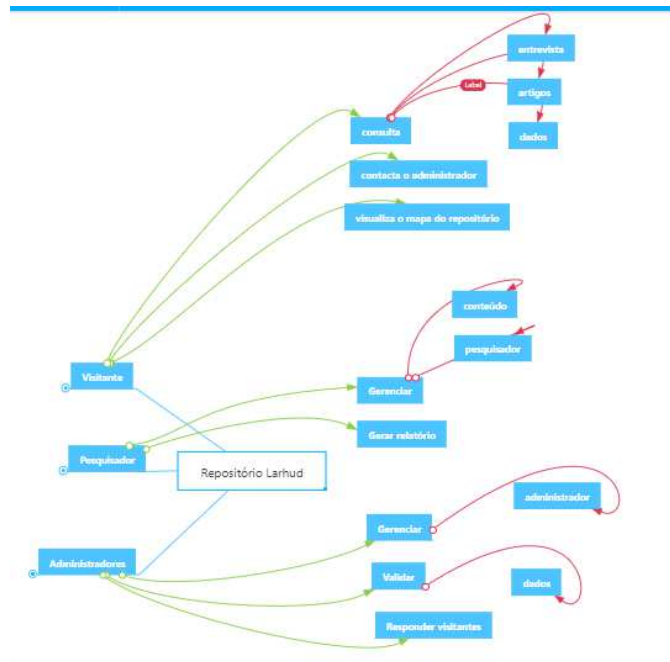 entrevista
Label
artigos
consulta
dados
contacta o administrador
visualiza o mapa do repositório
conteúdo
pesquisador
Visitante
Gerenciar
Gerar relatório
Pesquisador
Repositório Larhud
administrador
Gerenciar
Administradores
Validar
dados
Responder visitantes